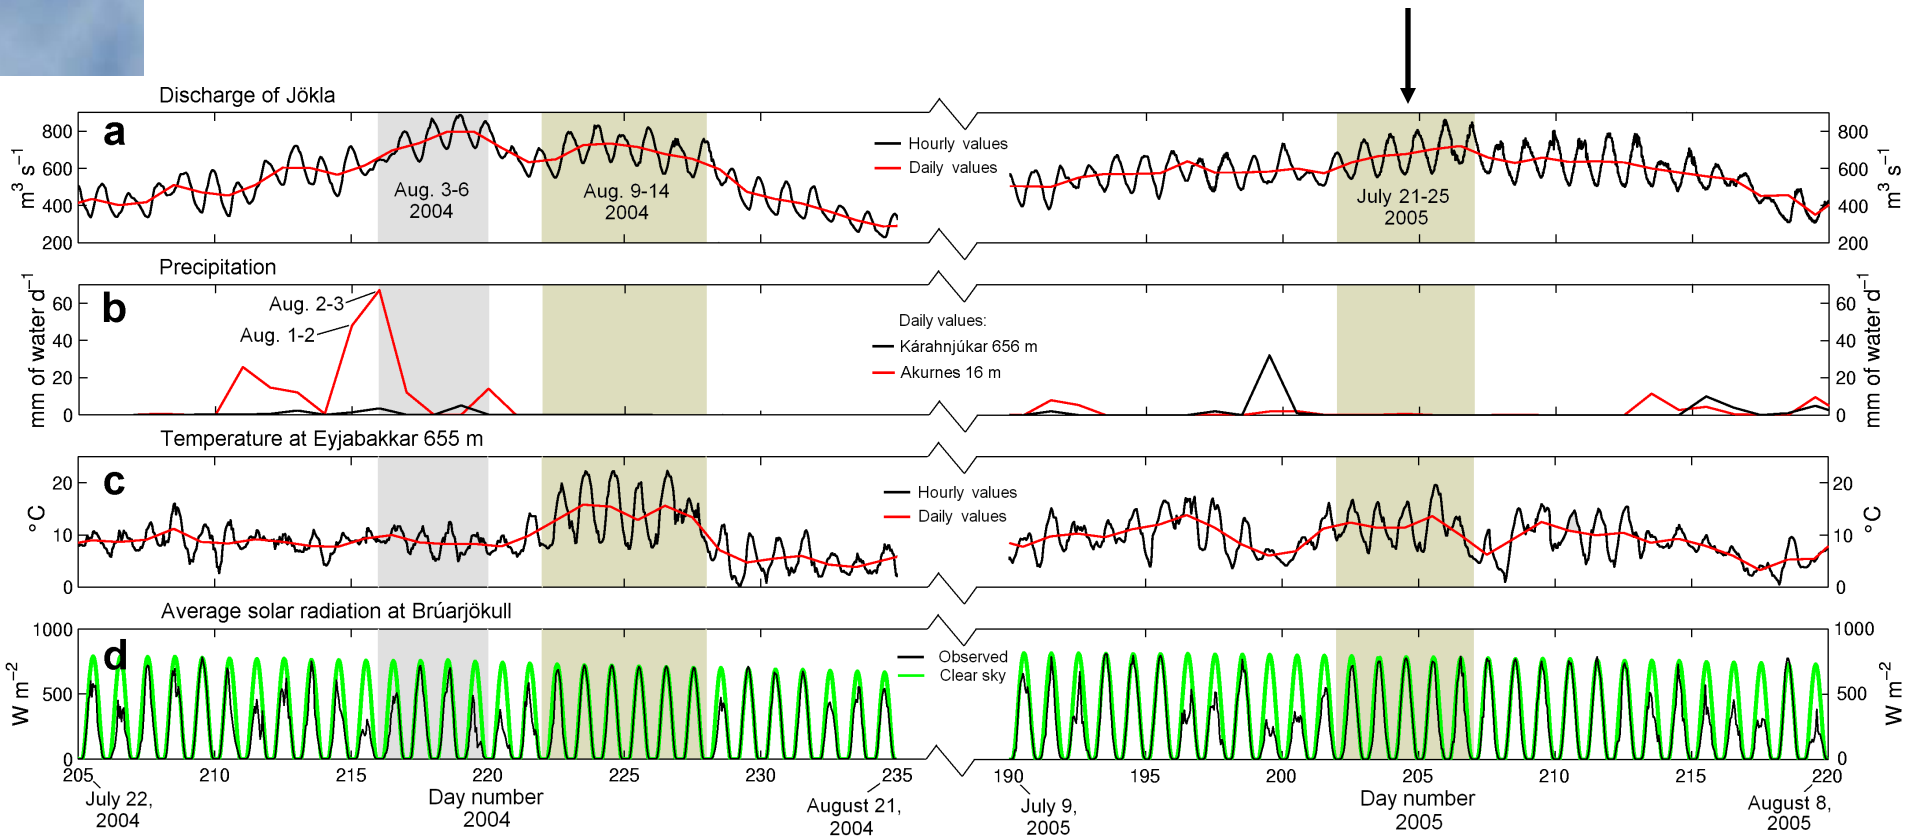 Discharge of Jökla
a
800
600
400
200
m³ s⁻¹
Aug. 3-6
2004
Aug. 9-14
2004
Hourly values
Daily values
July 21-25
2005
800
600
400
200
m³ s⁻¹
Precipitation
b
60
40
20
0
mm of water d⁻¹
Aug. 2-3
Aug. 1-2
Daily values:
Kárahnjúkar 656 m
Akurnes 16 m
60
40
20
0
mm of water d⁻¹
Temperature at Eyjabakkar 655 m
c
20
10
0
°C
Hourly values
Daily values
20
10
0
°C
Average solar radiation at Brúarjökull
d
1000
500
0
W m⁻²
Observed
Clear sky
1000
500
0
W m⁻²
205 210 215 220 225 230 235
190 195 200 205 210 215 220
July 22,
2004
Day number
2004
August 21,
2004
July 9,
2005
Day number
2005
August 8,
2005